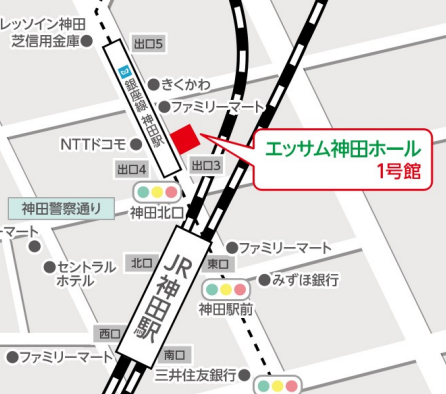 レッソイン神田
芝信用金庫
出口5
銀座線 神田駅
きくかわ
ファミリーマート
NTTドコモ
出口4
出口3
エッサム神田ホール
1号館
神田北口
神田警察通り
マート
セントラル
ホテル
北口
JR神田駅
東口
ファミリーマート
みずほ銀行
神田駅前
西口
ファミリーマート
南口
三井住友銀行